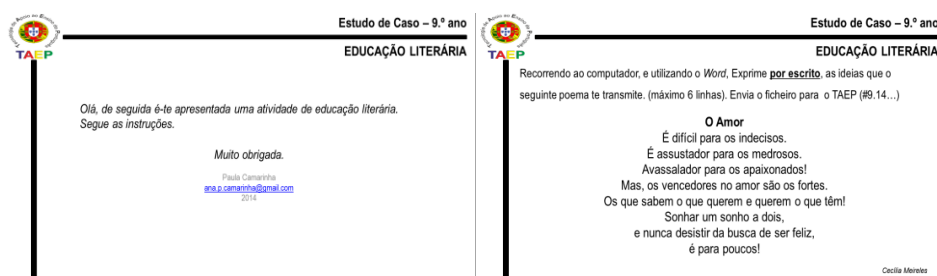 TAEP
Estudo de Caso – 9.º ano
EDUCAÇÃO LITERÁRIA
Olá, de seguida é-te apresentada uma atividade de educação literária.
Segue as instruções.
Muito obrigada.
Paula Camarinha
ana.p.camarinha@gmail.com
2014
TAEP
Estudo de Caso – 9.º ano
EDUCAÇÃO LITERÁRIA
Recorrendo ao computador, e utilizando o Word, Exprime por escrito, as ideias que o
seguinte poema te transmite. (máximo 6 linhas). Envia o ficheiro para o TAEP (#9.14…)
O Amor
É difícil para os indecisos.
É assustador para os medrosos.
Avassalador para os apaixonados!
Mas, os vencedores no amor são os fortes.
Os que sabem o que querem e querem o que têm!
Sonhar um sonho a dois,
e nunca desistir da busca de ser feliz,
é para poucos!
Cecília Meireles